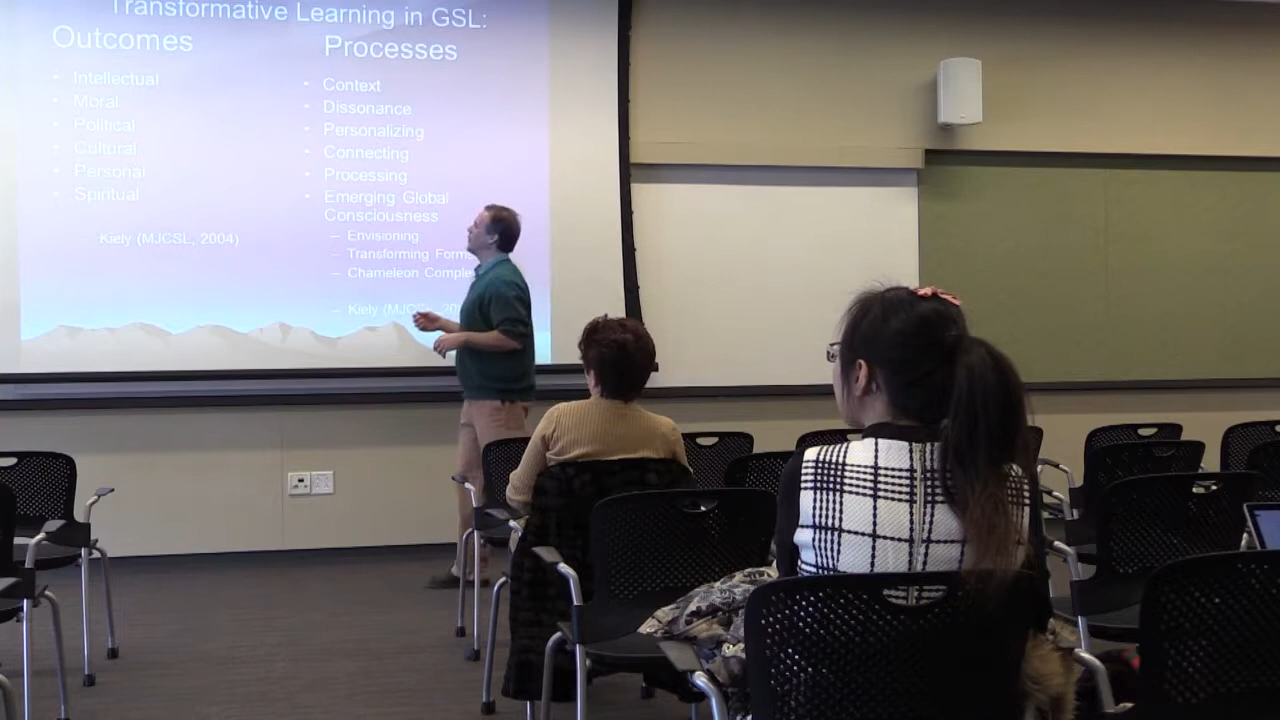 Transformative Learning in GSL:
Outcomes
• Intellectual
• Moral
• Political
• Cultural
• Personal
• Spiritual
Kiely (MJCSL, 2004)
Processes
• Context
• Dissonance
• Personalizing
• Connecting
• Processing
• Emerging Global
Consciousness
– Envisioning
– Transforming
– Chameleon
– Kiely